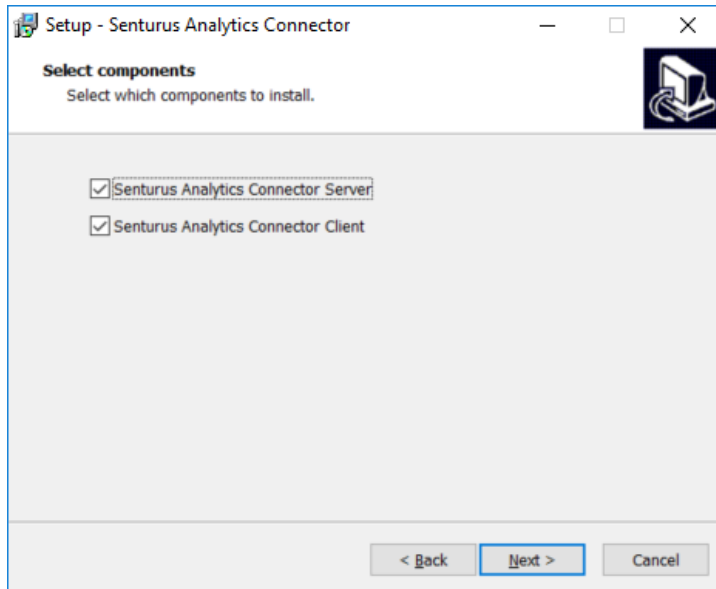 Setup - Senturus Analytics Connector
Select components
Select which components to install.
Senturus Analytics Connector Server
Senturus Analytics Connector Client
< Back
Next >
Cancel